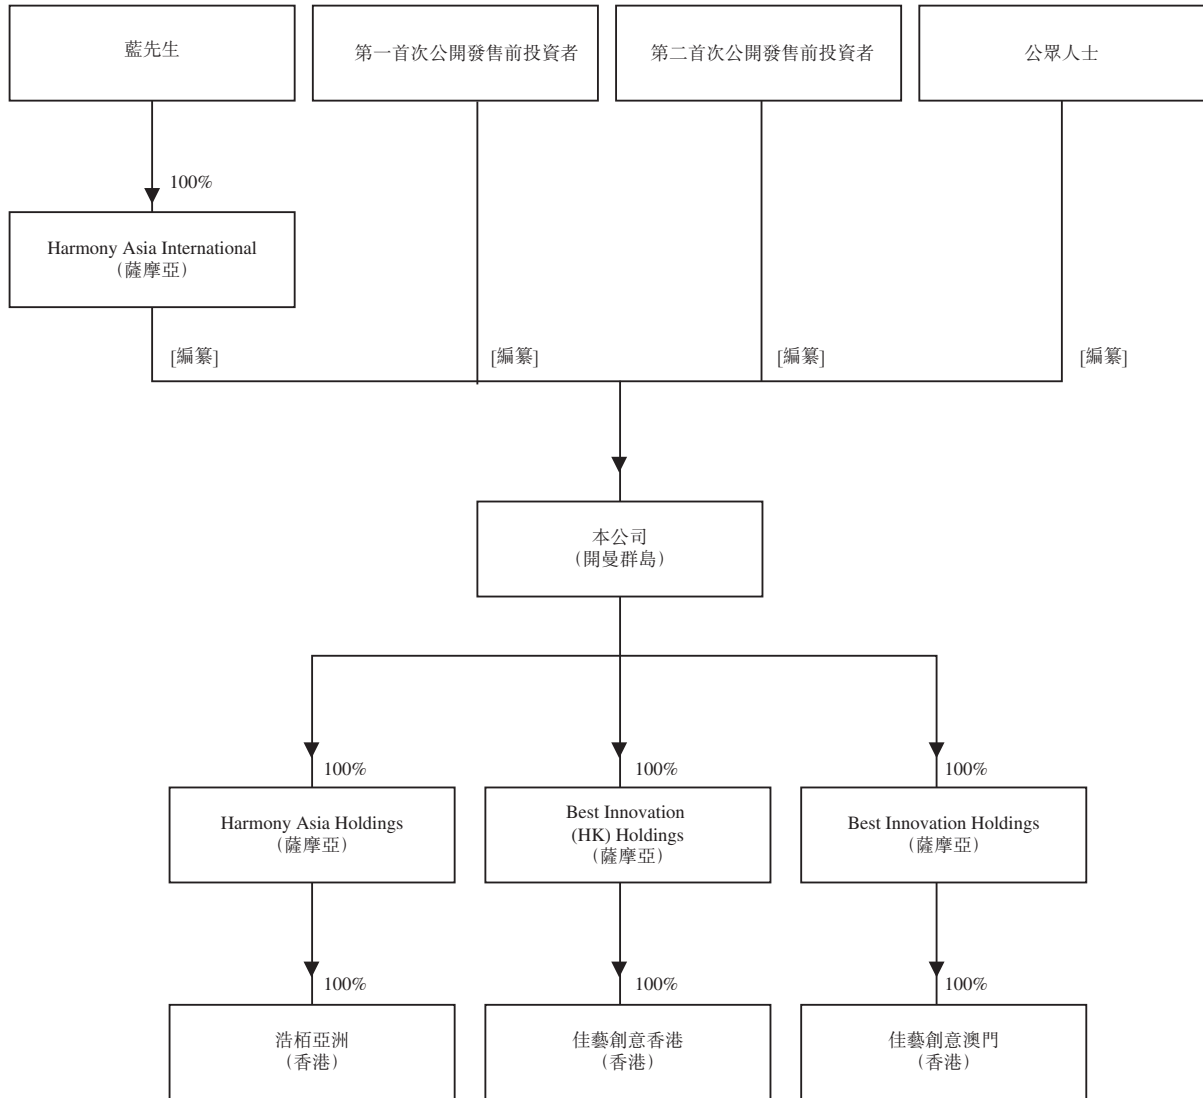 藍先生
第一首次公開發售前投資者
第二首次公開發售前投資者
公眾人士
100%
Harmony Asia International
(薩摩亞)
[編纂]
[編纂]
[編纂]
[編纂]
本公司
(開曼群島)
100%
100%
100%
Harmony Asia Holdings
(薩摩亞)
Best Innovation
(HK) Holdings
(薩摩亞)
Best Innovation Holdings
(薩摩亞)
100%
100%
100%
浩栢亞洲
(香港)
佳藝創意香港
(香港)
佳藝創意澳門
(香港)